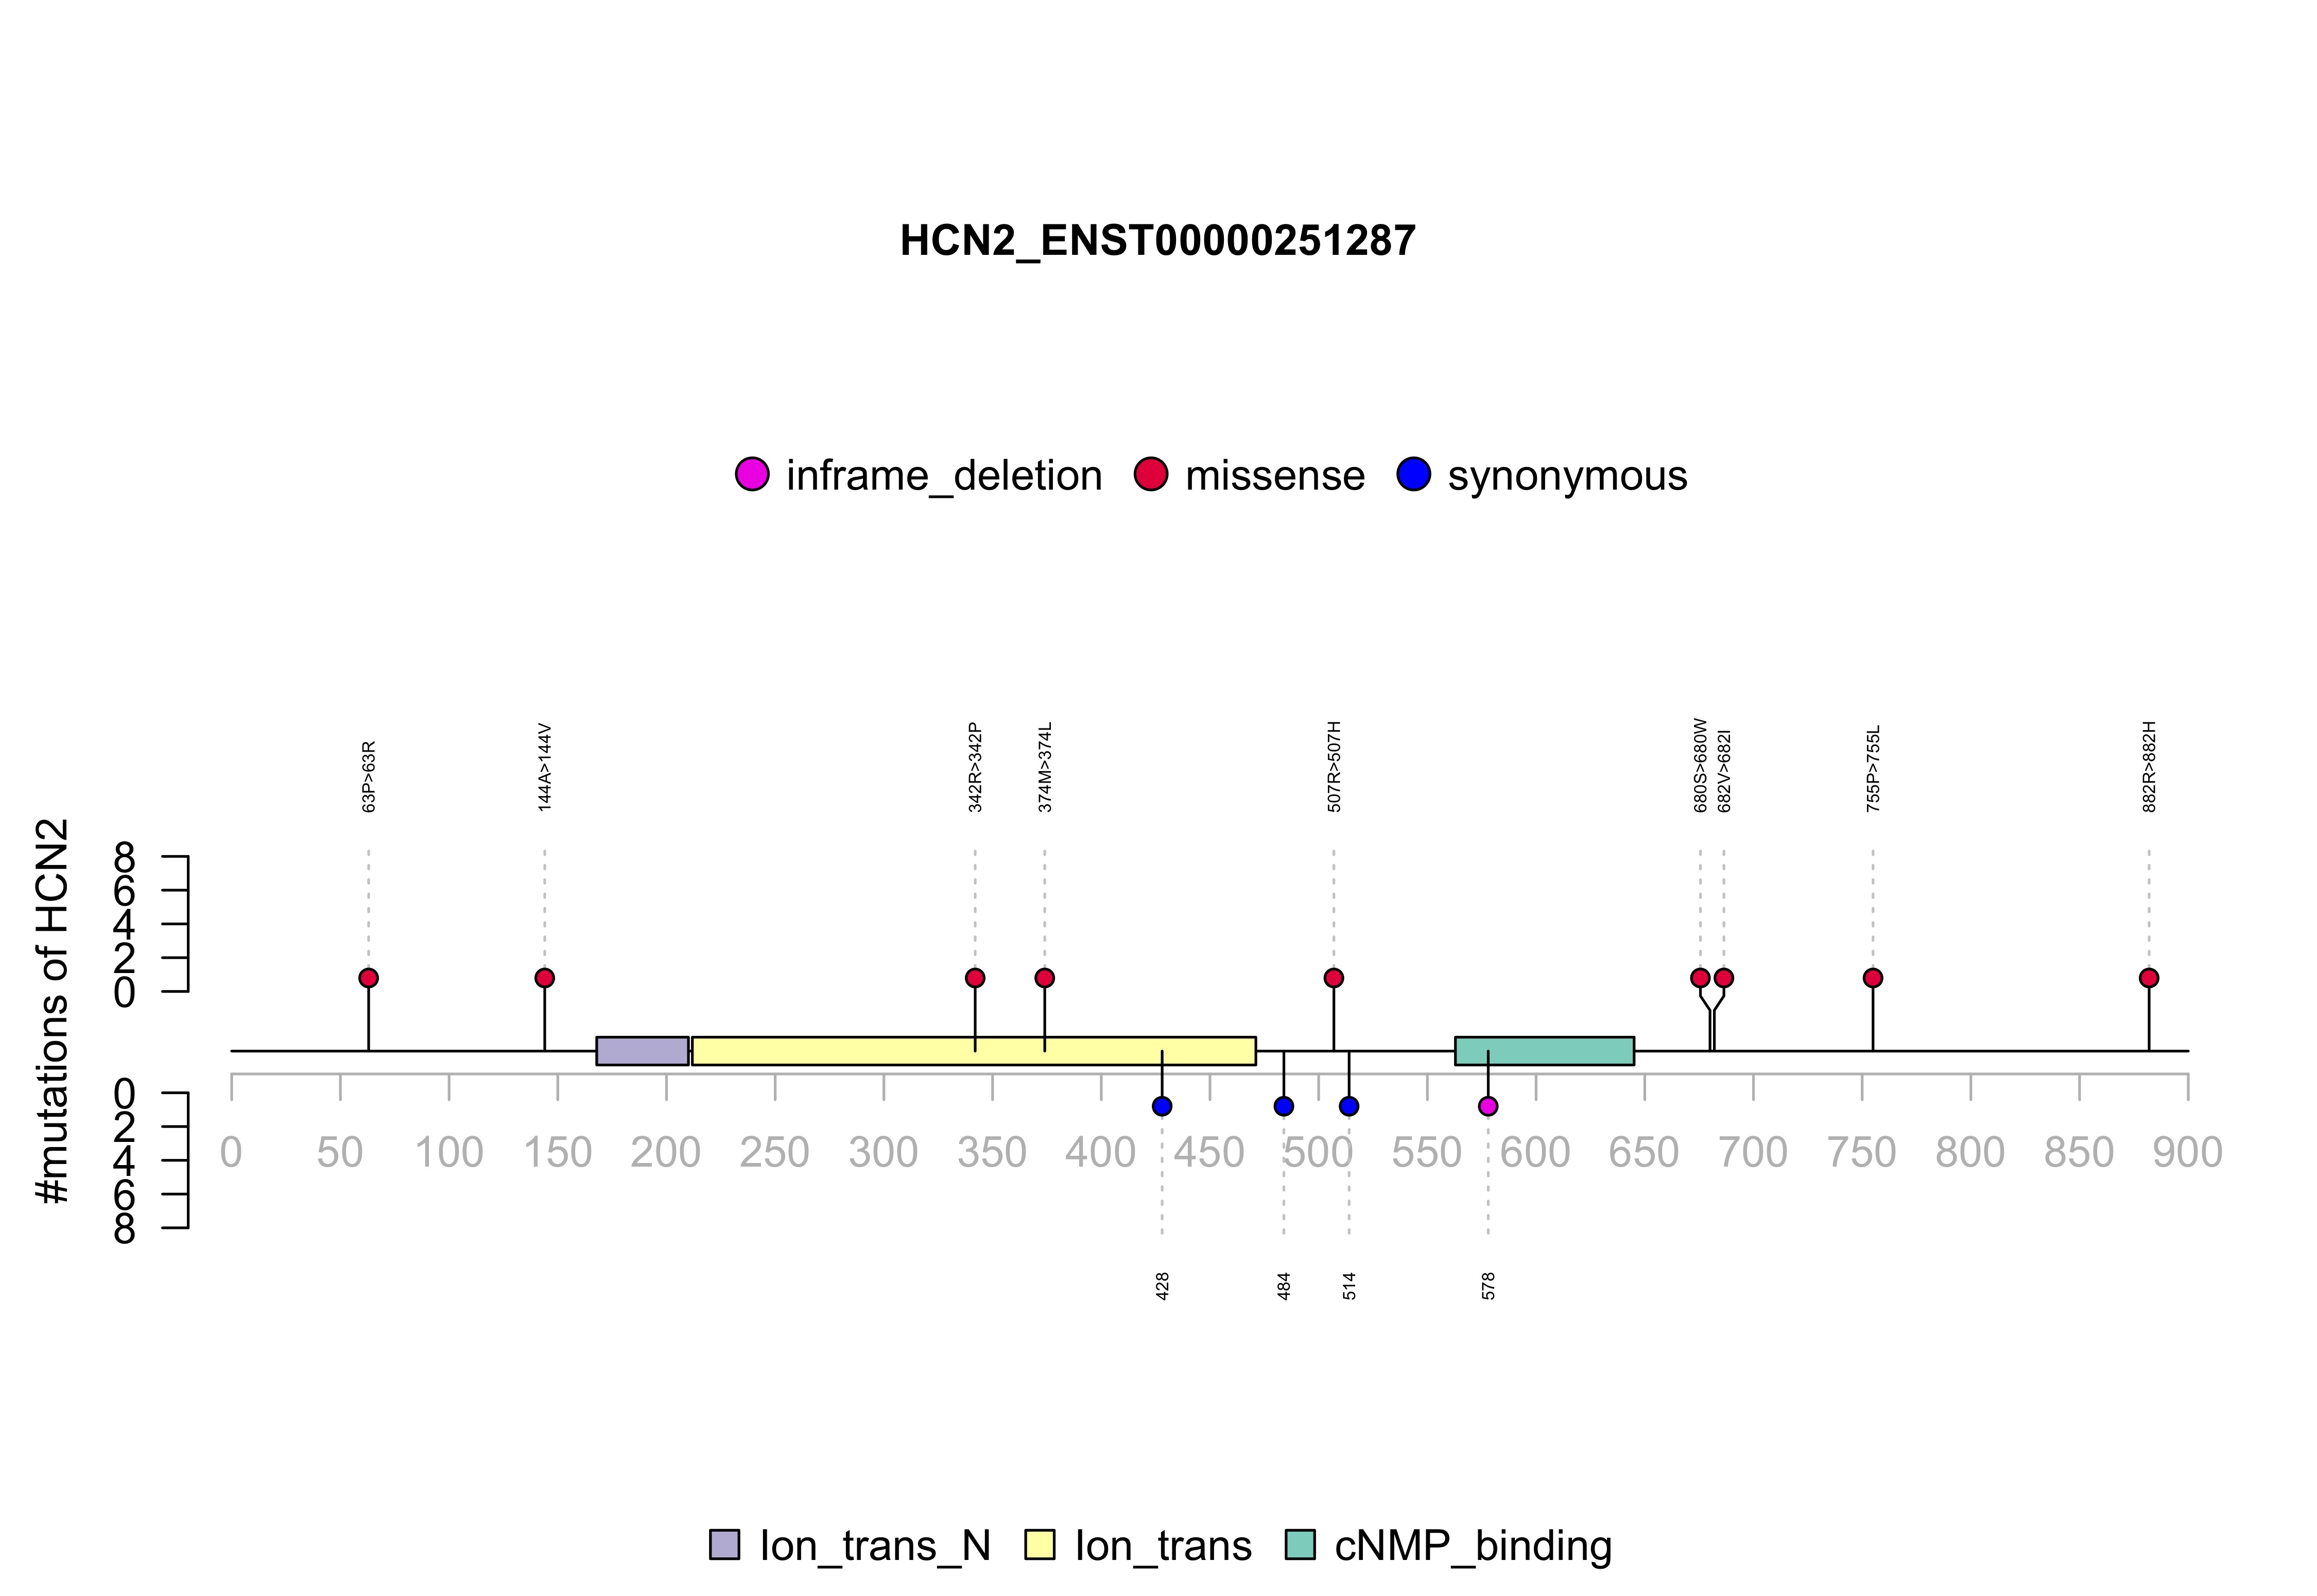 HCN2_ENST00000251287
inframe_deletion missense synonymous
63P>63R 144A>144V 342R>342P 374M>374L 507R>507H 680S>680W 682V>682I 755P>755L 882R>882H
#mutations of HCN2
8
6
4
2
0
0
2
4
6
8
0 50 100 150 200 250 300 350 400 450 500 550 600 650 700 750 800 850 900
428 484 514 578
Ion_trans_N Ion_trans cNMP_binding